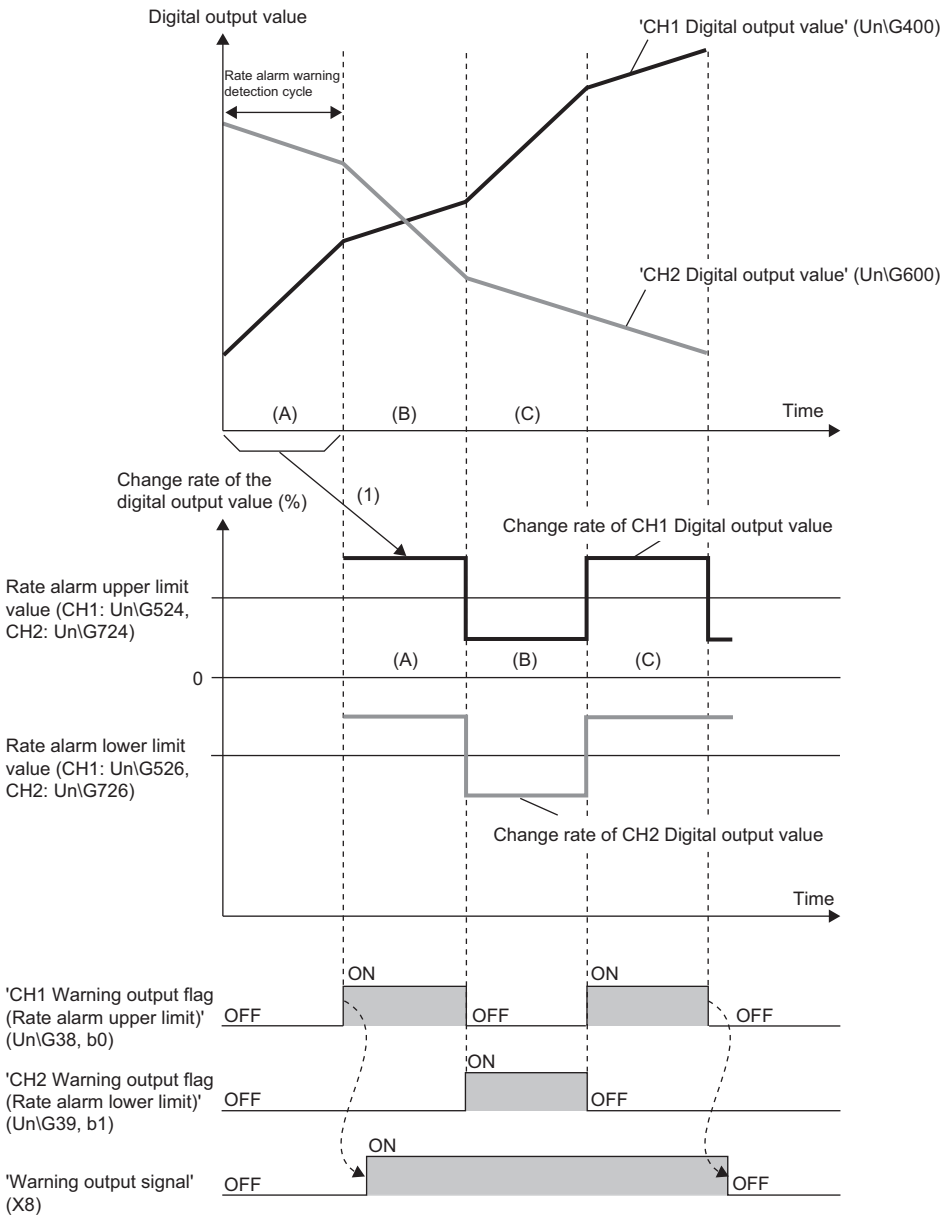 Digital output value
'CH1 Digital output value' (Un\G400)
Rate alarm warning
detection cycle
'CH2 Digital output value' (Un\G600)
(A)
(B)
(C)
Time
Change rate of the
digital output value (%)
(1)
Change rate of CH1 Digital output value
Rate alarm upper limit
value (CH1: Un\G524,
CH2: Un\G724)
(A)
(B)
(C)
0
Rate alarm lower limit
value (CH1: Un\G526,
CH2: Un\G726)
Change rate of CH2 Digital output value
Time
ON
ON
'CH1 Warning output flag
(Rate alarm upper limit)'
(Un\G38, b0)
OFF
OFF
OFF
ON
'CH2 Warning output flag
(Rate alarm lower limit)'
(Un\G39, b1)
OFF
OFF
ON
'Warning output signal'
(X8)
OFF
OFF